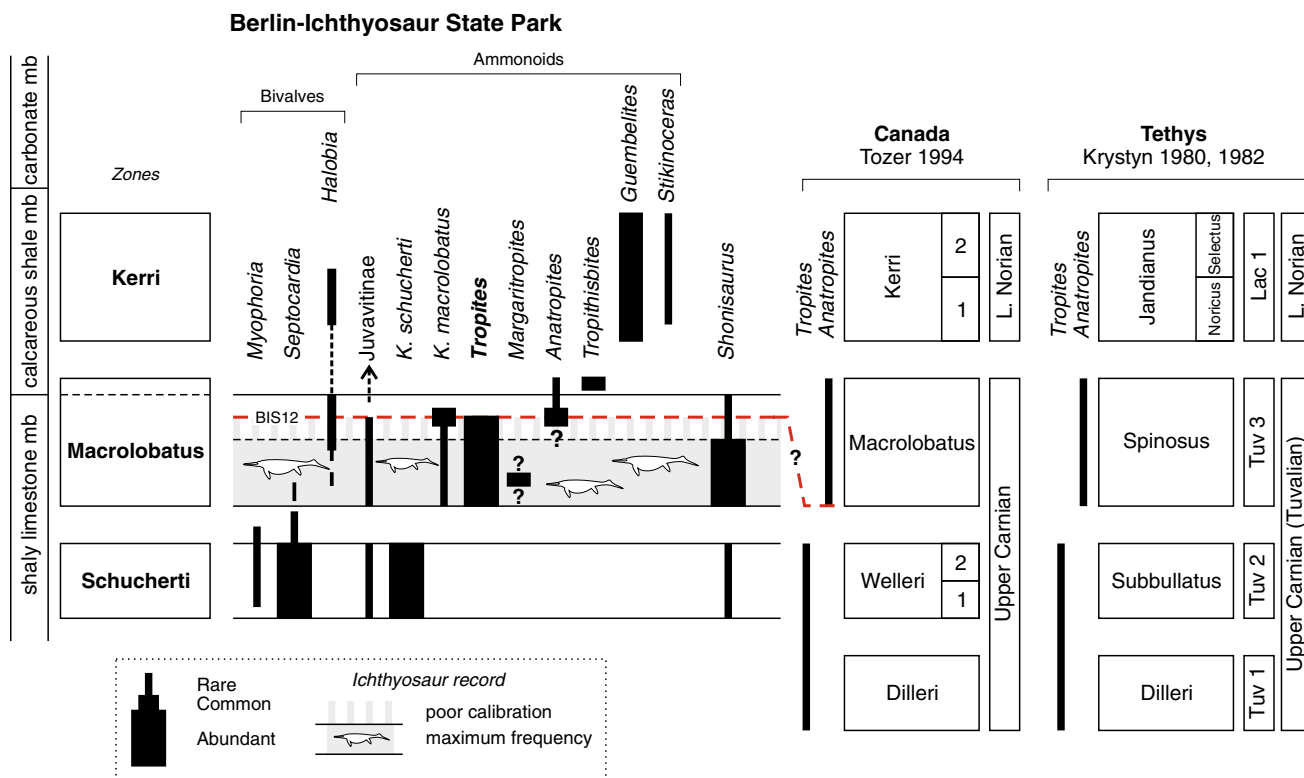 Berlin-Ichthyosaur State Park
Ammonoids
Bivalves
Zones
carbonate mb
calcareous shale mb
shaly limestone mb
Myophoria
Septocardia
Halobia
Juvavitinae
K. schucherti
K. macrolobatus
Tropites
Margaritropites
Anatropites
Tropithisbites
Guembelites
Stikinoceras
Shonisaurus
Kerri
Macrolobatus
Schucherti
BIS12
?
?
?
?
Canada
Tozer 1994
Tropites
Anatropites
Kerri
2
1
L. Norian
Macrolobatus
Welleri
2
1
Dilleri
Upper Carnian
Tethys
Krystyn 1980, 1982
Tropites
Anatropites
Jandianus
Selectus
Noricus
Lac 1
L. Norian
Spinosus
Tuv 3
Subbullatus
Tuv 2
Dilleri
Tuv 1
Upper Carnian (Tuvalian)
Rare
Common
Abundant
Ichthyosaur record
poor calibration
maximum frequency